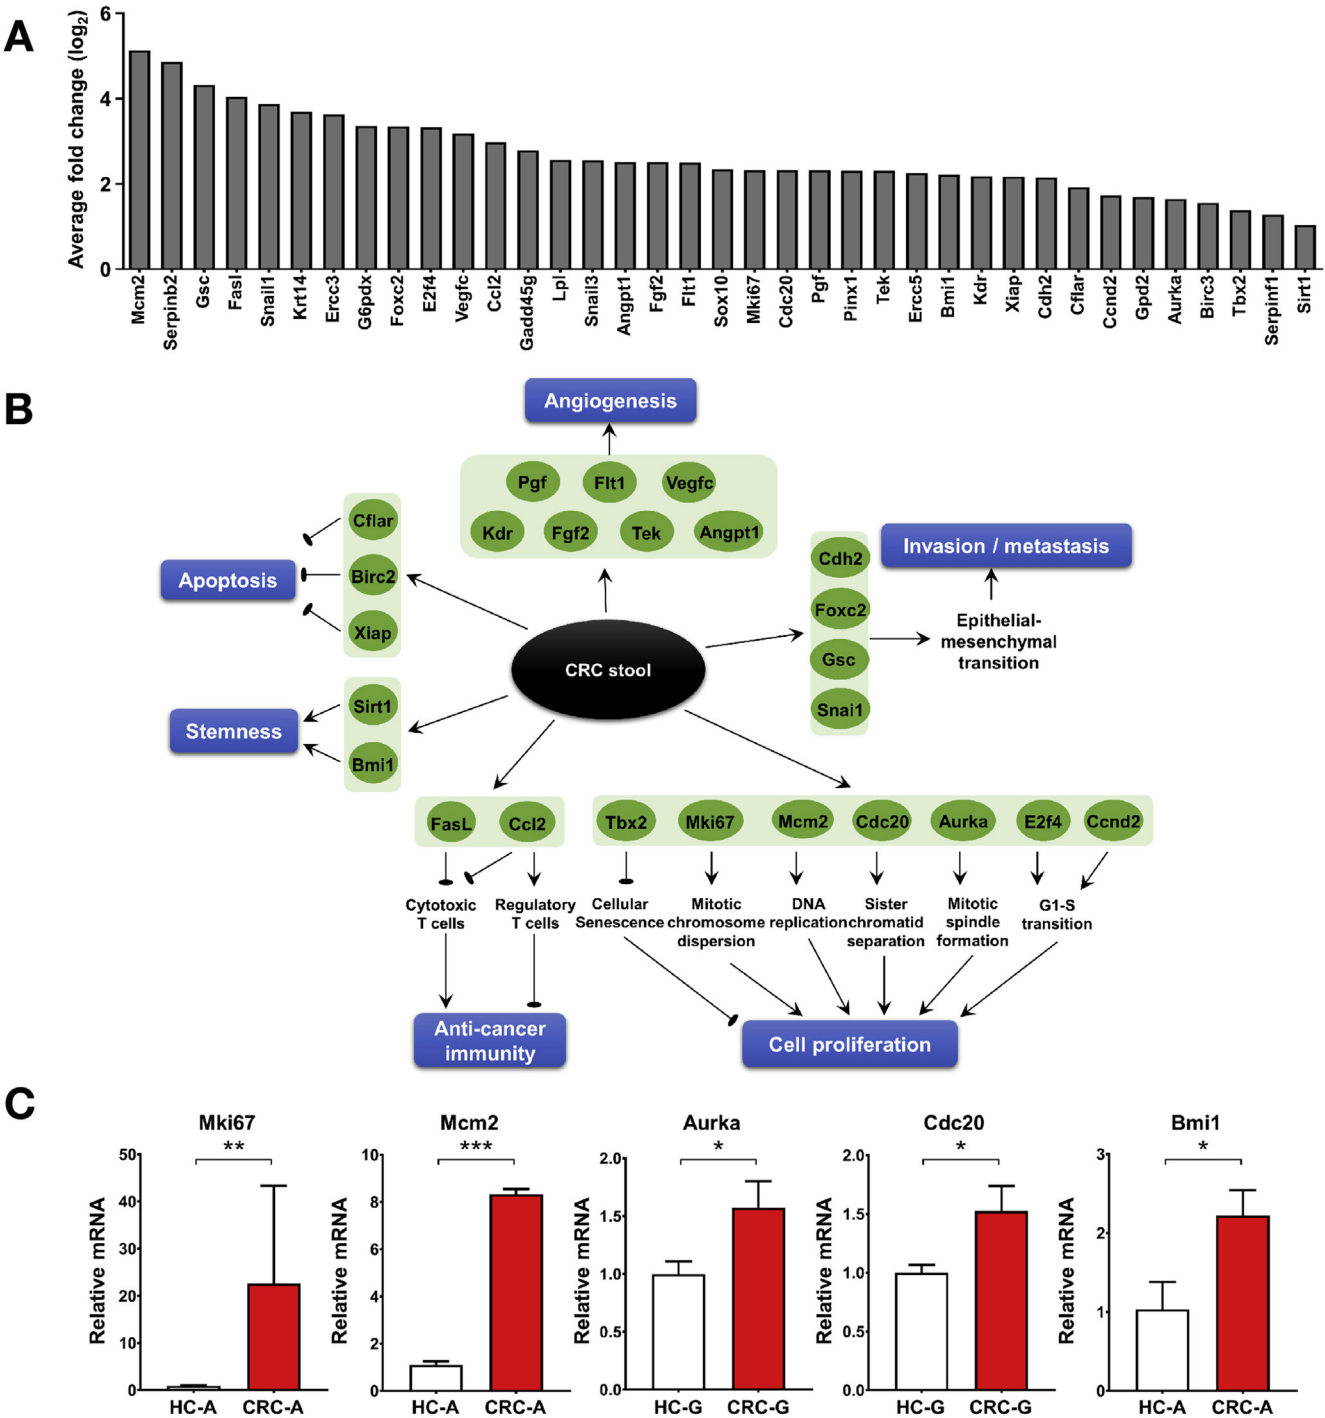 A
Average fold change (log2)
6
4
2
0
Mcm2
Serpinb2
Gsc
Fasl
Snail1
Krt14
Ercc3
G6pdx
Foxc2
E2f4
Vegfc
Ccl2
Gadd45g
Lpl
Snail3
Angpt1
Fgf2
Flt1
Sox10
Mki67
Cdc20
Pgf
Pinx1
Tek
Ercc5
Bmi1
Kdr
Xiap
Cdh2
Cflar
Ccnd2
Gpd2
Aurka
Birc3
Tbx2
Serpinf1
Sirt1
B
Angiogenesis
Pgf Flt1 Vegfc
Kdr Fgf2 Tek Angpt1
Cflar
Birc2
Xiap
Apoptosis
Cdh2
Foxc2
Gsc
Snai1
Invasion / metastasis
Epithelial-
mesenchymal
transition
CRC stool
Stemness
Sirt1
Bmi1
FasL Ccl2
Tbx2 Mki67 Mcm2 Cdc20 Aurka E2f4 Ccnd2
Cytotoxic
T cells
Regulatory
T cells
Cellular
Senescence
Mitotic
chromosome
dispersion
DNA
replication
Sister
chromatid
separation
Mitotic
spindle
formation
G1-S
transition
Anti-cancer
immunity
Cell proliferation
C
Mki67
**
Relative mRNA
50
40
30
20
10
0
HC-A CRC-A
Mcm2
***
Relative mRNA
10
8
6
4
2
0
HC-A CRC-A
Aurka
*
Relative mRNA
2.0
1.5
1.0
0.5
0.0
HC-G CRC-G
Cdc20
*
Relative mRNA
2.0
1.5
1.0
0.5
0.0
HC-G CRC-G
Bmi1
*
Relative mRNA
3
2
1
0
HC-A CRC-A